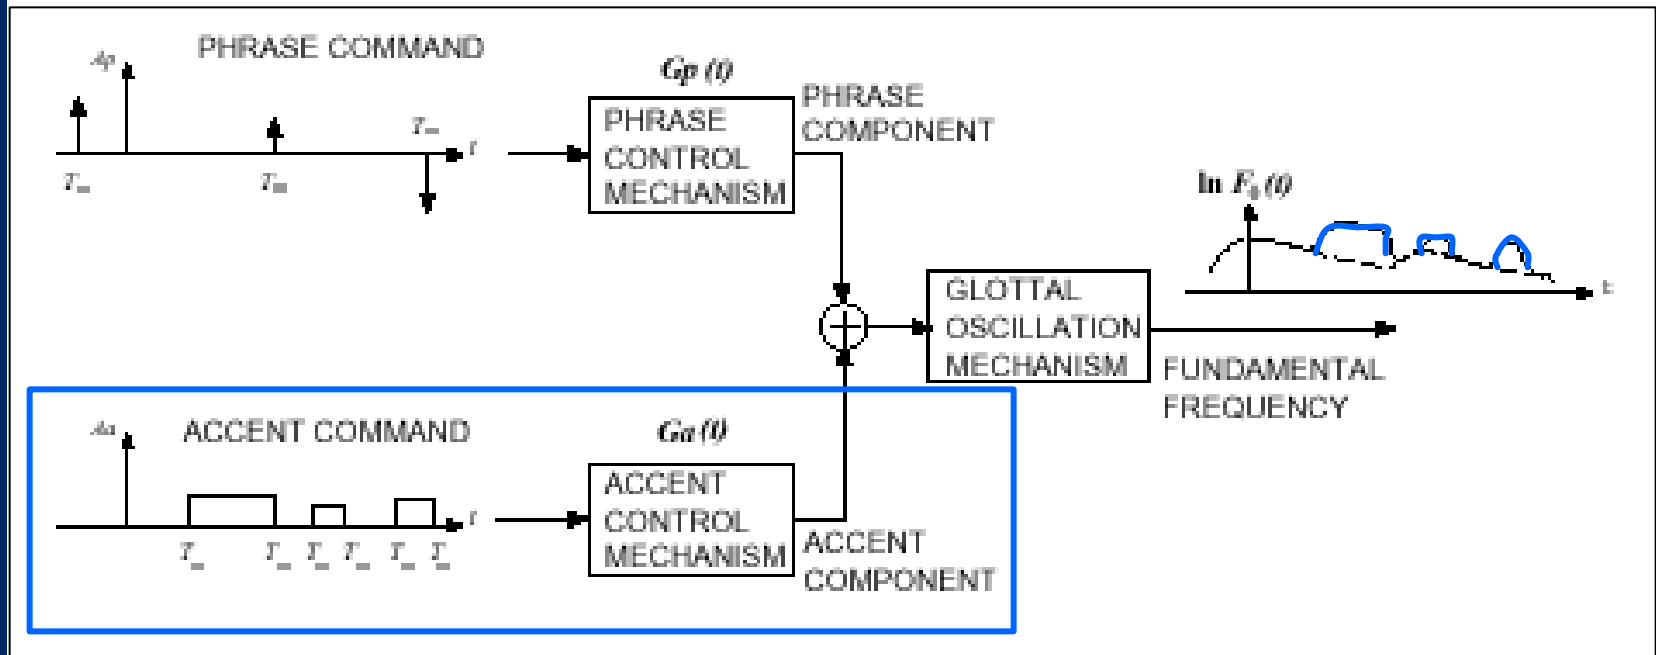 PHRASE COMMAND
Ap
t
Gp (t)
PHRASE
CONTROL
MECHANISM
PHRASE
COMPONENT
ln F0 (t)
t
GLOTTAL
OSCILLATION
MECHANISM
FUNDAMENTAL
FREQUENCY
ACCENT COMMAND
Aa
t
Ga (t)
ACCENT
CONTROL
MECHANISM
ACCENT
COMPONENT